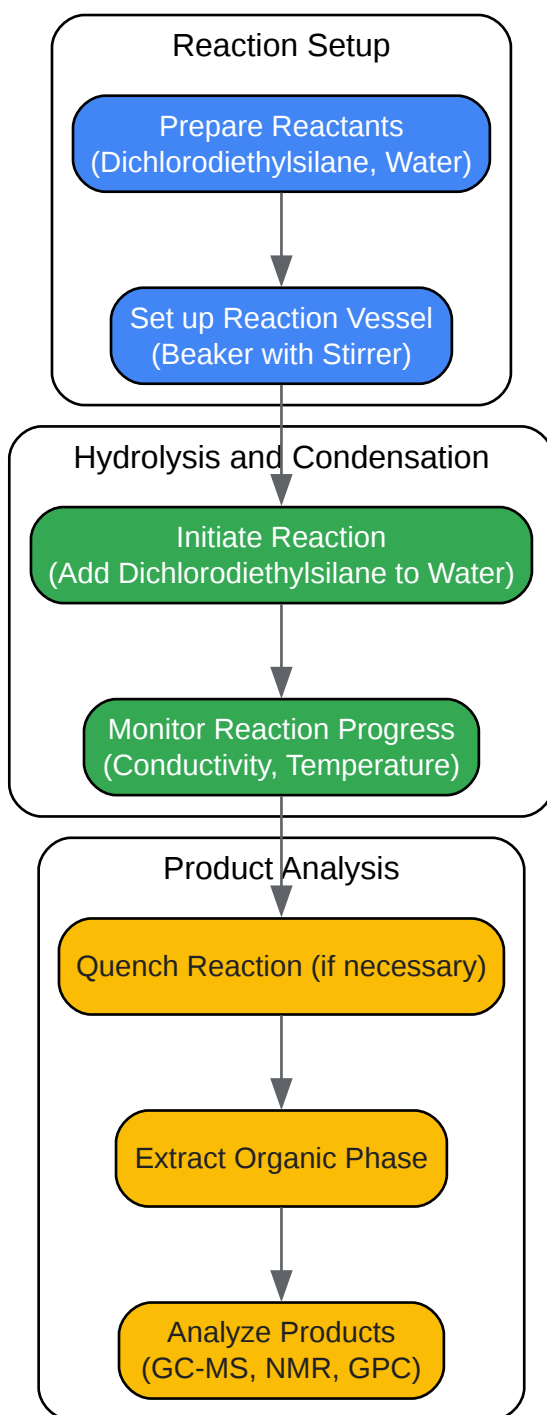 Reaction Setup
Prepare Reactants
(Dichlorodiethylsilane, Water)
Set up Reaction Vessel
(Beaker with Stirrer)
Hydrolysis and Condensation
Initiate Reaction
(Add Dichlorodiethylsilane to Water)
Monitor Reaction Progress
(Conductivity, Temperature)
Product Analysis
Quench Reaction (if necessary)
Extract Organic Phase
Analyze Products
(GC-MS, NMR, GPC)